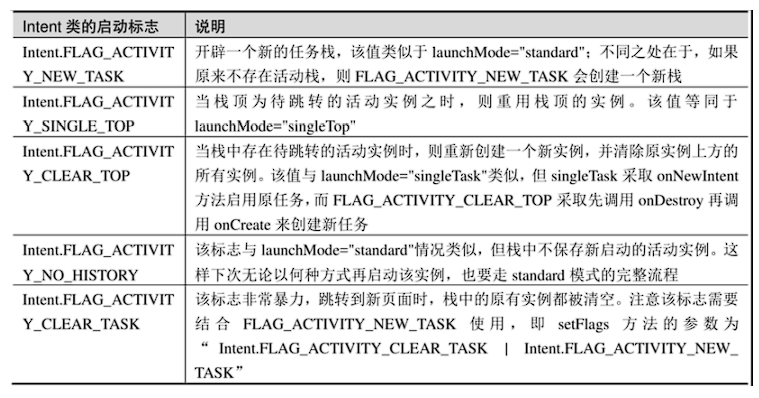 Intent 类的启动标志 说明
Intent.FLAG_ACTIVIT 开辟一个新的任务栈，该值类似于 launchMode="standard"；不同之处在于，如果
Y_NEW_TASK 原来不存在活动栈，则 FLAG_ACTIVITY_NEW_TASK 会创建一个新栈
Intent.FLAG_ACTIVIT 当栈顶为待跳转的活动实例之时，则重用栈顶的实例。该值等同于
Y_SINGLE_TOP launchMode="singleTop"
Intent.FLAG_ACTIVIT 当栈中存在待跳转的活动实例时，则重新创建一个新实例，并清除原实例上方的
Y_CLEAR_TOP 所有实例。该值与 launchMode="singleTask"类似，但 singleTask 采取 onNewIntent
方法启用原任务，而 FLAG_ACTIVITY_CLEAR_TOP 采取先调用 onDestroy 再调
用 onCreate 来创建新任务
Intent.FLAG_ACTIVIT 该标志与 launchMode="standard"情况类似，但栈中不保存新启动的活动实例。这
Y_NO_HISTORY 样下次无论以何种方式再启动该实例，也要走 standard 模式的完整流程
Intent.FLAG_ACTIVIT 该标志非常暴力，跳转到新页面时，栈中的原有实例都被清空。注意该标志需要
Y_CLEAR_TASK 结合 FLAG_ACTIVITY_NEW_TASK 使用，即 setFlags 方法的参数为
“Intent.FLAG_ACTIVITY_CLEAR_TASK | Intent.FLAG_ACTIVITY_NEW_
TASK”